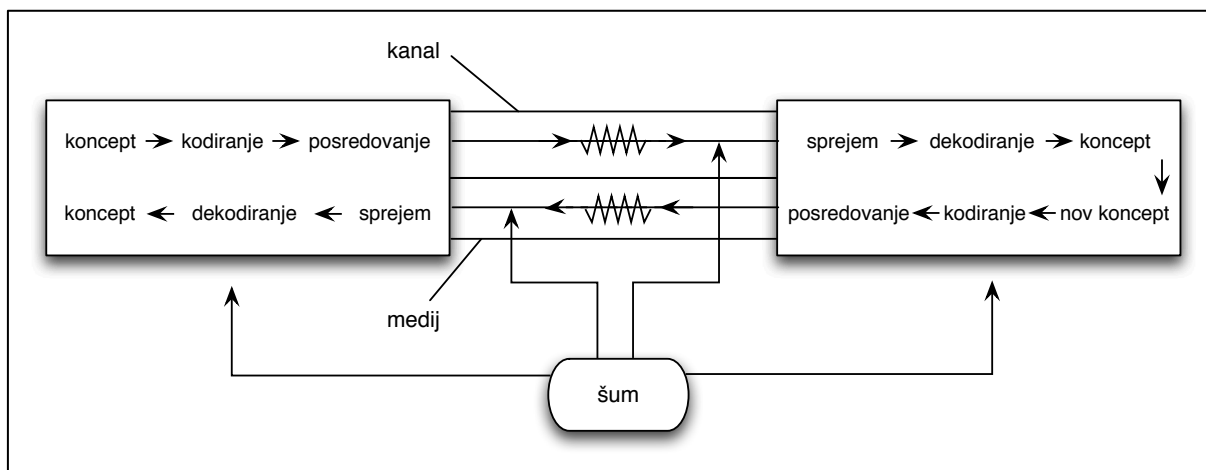 kanal
koncept kodiranje posredovanje
sprejem dekodiranje koncept
koncept dekodiranje sprejem
posredovanje kodiranje nov koncept
medij
šum